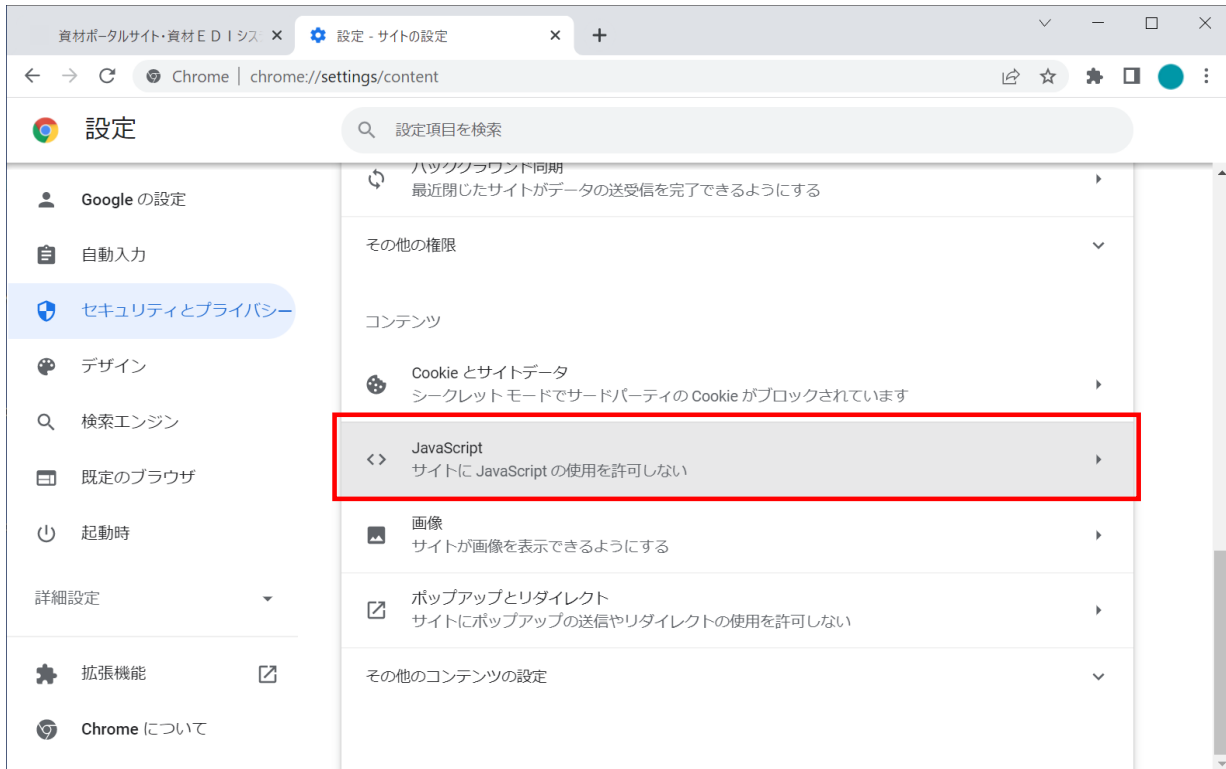 資材ポータルサイト・資材ＥＤＩシス
設定 - サイトの設定
Chrome | chrome://settings/content
設定
設定項目を検索
Google の設定
自動入力
セキュリティとプライバシー
デザイン
検索エンジン
既定のブラウザ
起動時
詳細設定
拡張機能
Chrome について
バックグラウンド同期
最近閉じたサイトがデータの送受信を完了できるようにする
その他の権限
コンテンツ
Cookie とサイトデータ
シークレット モードでサードパーティの Cookie がブロックされています
JavaScript
サイトに JavaScript の使用を許可しない
画像
サイトが画像を表示できるようにする
ポップアップとリダイレクト
サイトにポップアップの送信やリダイレクトの使用を許可しない
その他のコンテンツの設定